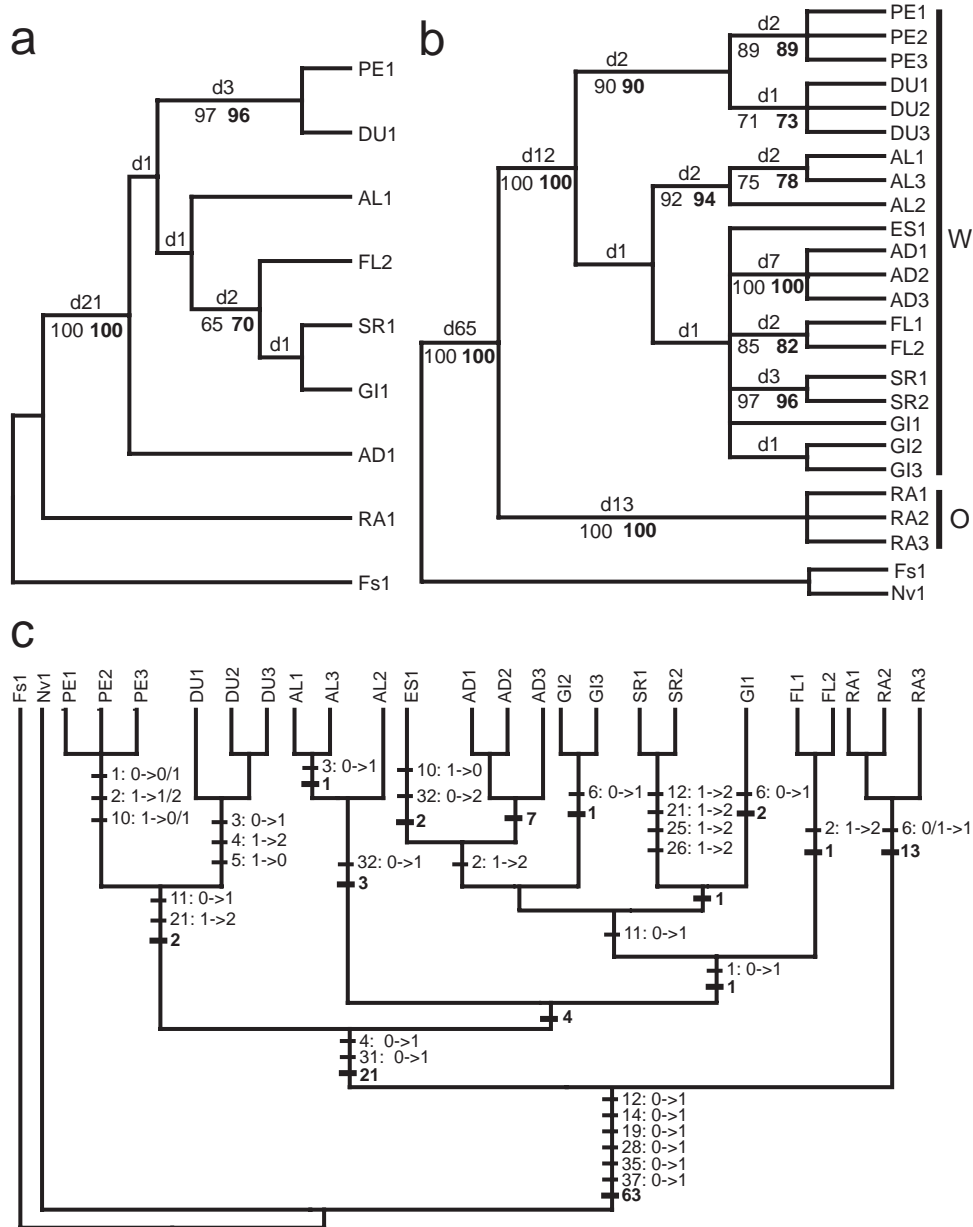 a
d3
97 96
PE1
DU1
d1
AL1
d1
FL2
d2
65 70
SR1
d1
GI1
d21
100 100
AD1
RA1
Fs1
b
PE1
d2
PE2
89 89
PE3
d2
90 90
DU1
d1
DU2
71 73
DU3
d12
100 100
AL1
d2
AL3
75 78
d2
92 94
AL2
ES1
W
d1
AD1
d7
AD2
100 100
AD3
FL1
d2
85 82
FL2
d1
SR1
d3
97 96
SR2
GI1
GI2
d1
GI3
d65
100 100
RA1
d13
RA2
100 100
RA3
O
Fs1
Nv1
c
Fs1
Nv1
PE1
PE2
PE3
DU1
DU2
DU3
AL1
AL3
AL2
ES1
AD1
AD2
AD3
GI2
GI3
SR1
SR2
GI1
FL1
FL2
RA1
RA2
RA3
1: 0->0/1
2: 1->1/2
10: 1->0/1
3: 0->1
4: 1->2
5: 1->0
11: 0->1
21: 1->2
2
3: 0->1
1
32: 0->1
3
10: 1->0
32: 0->2
2
7
2: 1->2
6: 0->1
1
12: 1->2
21: 1->2
25: 1->2
26: 1->2
6: 0->1
2
1
11: 0->1
2: 1->2
1
6: 0/1->1
13
1: 0->1
1
4
4: 0->1
31: 0->1
21
12: 0->1
14: 0->1
19: 0->1
28: 0->1
35: 0->1
37: 0->1
63